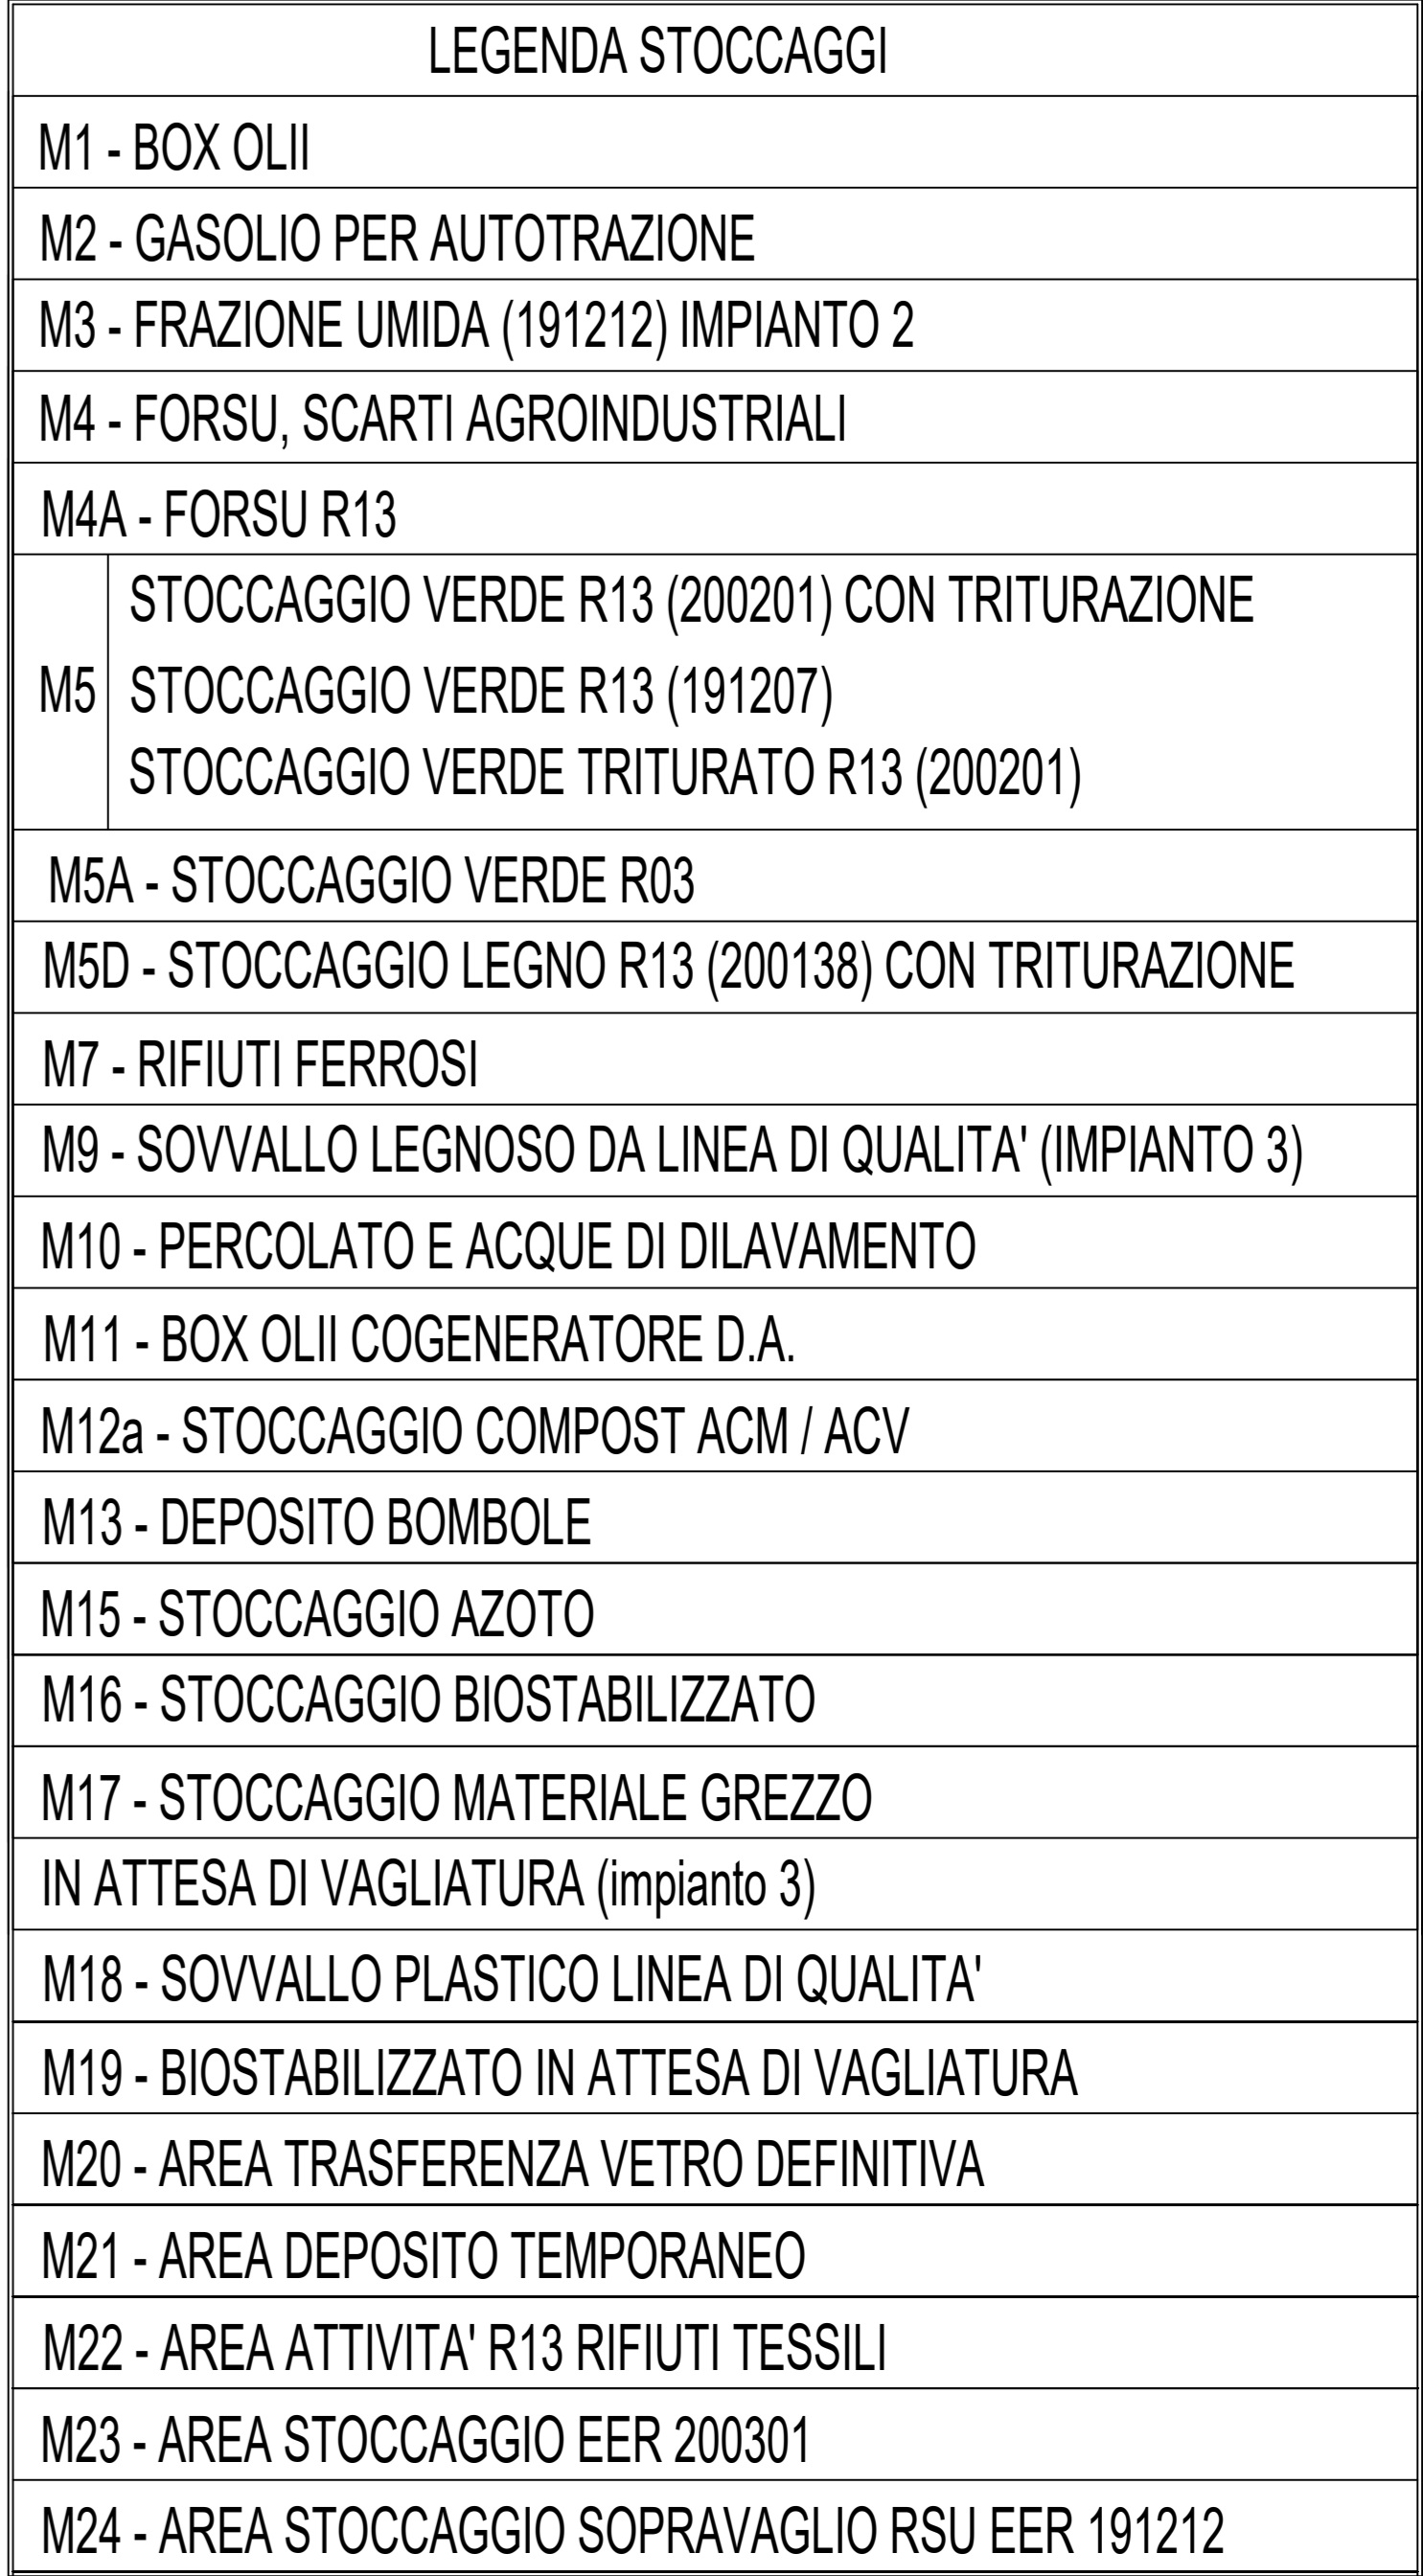 LEGENDA STOCCAGGI
M1 - BOX OLII
M2 - GASOLIO PER AUTOTRAZIONE
M3 - FRAZIONE UMIDA (191212) IMPIANTO 2
M4 - FORSU, SCARTI AGROINDUSTRIALI
M4A - FORSU R13
STOCCAGGIO VERDE R13 (200201) CON TRITURAZIONE
M5 STOCCAGGIO VERDE R13 (191207)
STOCCAGGIO VERDE TRITURATO R13 (200201)
M5A - STOCCAGGIO VERDE R03
M5D - STOCCAGGIO LEGNO R13 (200138) CON TRITURAZIONE
M7 - RIFIUTI FERROSI
M9 - SOVVALLO LEGNOSO DA LINEA DI QUALITA' (IMPIANTO 3)
M10 - PERCOLATO E ACQUE DI DILAVAMENTO
M11 - BOX OLII COGENERATORE D.A.
M12a - STOCCAGGIO COMPOST ACM / ACV
M13 - DEPOSITO BOMBOLE
M15 - STOCCAGGIO AZOTO
M16 - STOCCAGGIO BIOSTABILIZZATO
M17 - STOCCAGGIO MATERIALE GREZZO
IN ATTESA DI VAGLIATURA (impianto 3)
M18 - SOVVALLO PLASTICO LINEA DI QUALITA'
M19 - BIOSTABILIZZATO IN ATTESA DI VAGLIATURA
M20 - AREA TRASFERENZA VETRO DEFINITIVA
M21 - AREA DEPOSITO TEMPORANEO
M22 - AREA ATTIVITA' R13 RIFIUTI TESSILI
M23 - AREA STOCCAGGIO EER 200301
M24 - AREA STOCCAGGIO SOPRAVAGLIO RSU EER 191212